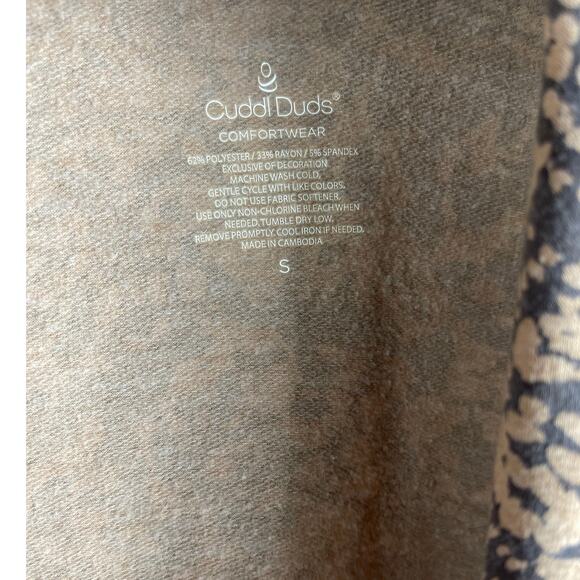 Cuddl Duds®
COMFORTWEAR
62% POLYESTER / 33% RAYON / 5% SPANDEX
EXCLUSIVE OF DECORATION
MACHINE WASH COLD,
GENTLE CYCLE WITH LIKE COLORS.
DO NOT USE FABRIC SOFTENER.
USE ONLY NON-CHLORINE BLEACH WHEN
NEEDED. TUMBLE DRY LOW.
REMOVE PROMPTLY. COOL IRON IF NEEDED.
MADE IN CAMBODIA
S